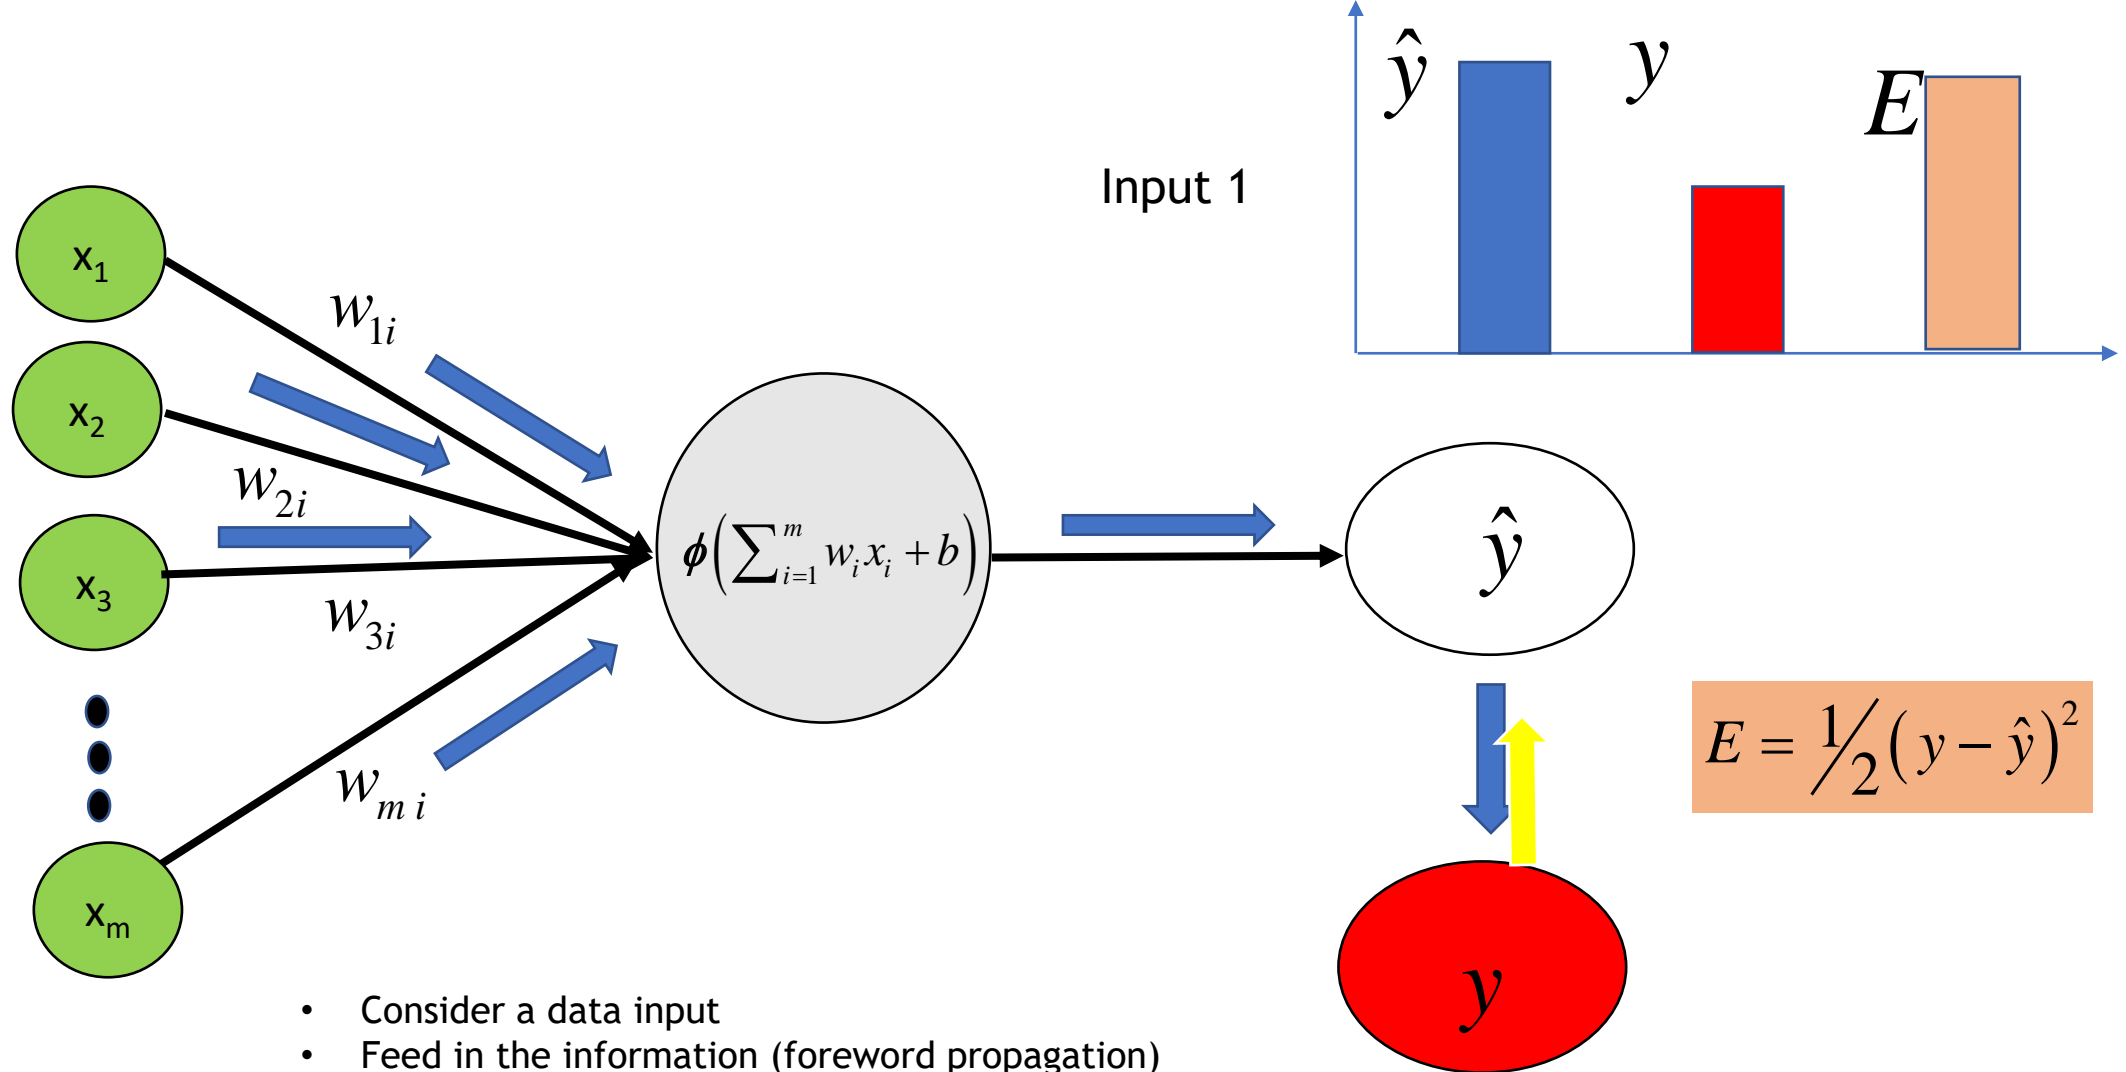 ŷ
y
E
Input 1
x₁
w₁ᵢ
x₂
w₂ᵢ
x₃
w₃ᵢ
ϕ(∑ᵢ₌₁ᵐ wᵢxᵢ + b)
ŷ
E = 1/2(y − ŷ)²
wₘ ᵢ
xₘ
y
• Consider a data input
• Feed in the information (foreword propagation)